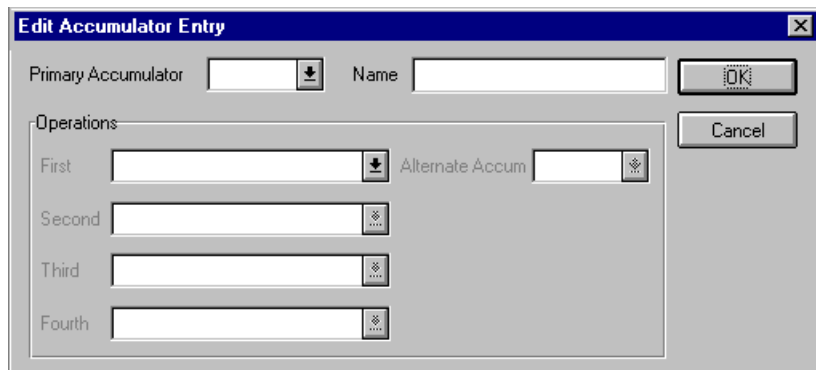 Edit Accumulator Entry
Primary Accumulator Name OK
Operations Cancel
First Alternate Accum
Second
Third
Fourth